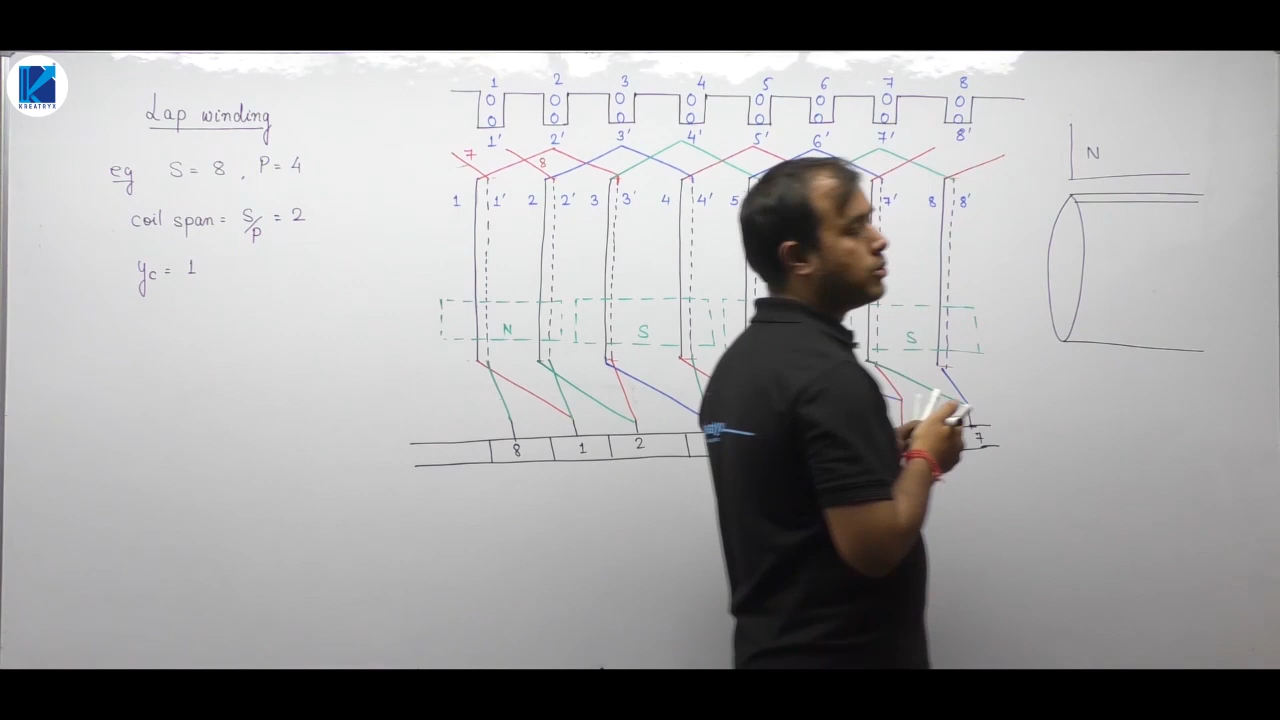 KREATRYX
Lap winding
eg S = 8 , P = 4
coil span = S/P = 2
yc = 1
1 2 3 4 5 6 7 8
1' 2' 3' 4' 5' 6' 7' 8'
7 8
1 1' 2 2' 3 3' 4 4' 5 7' 8 8'
N S S
8 1 2 7
N